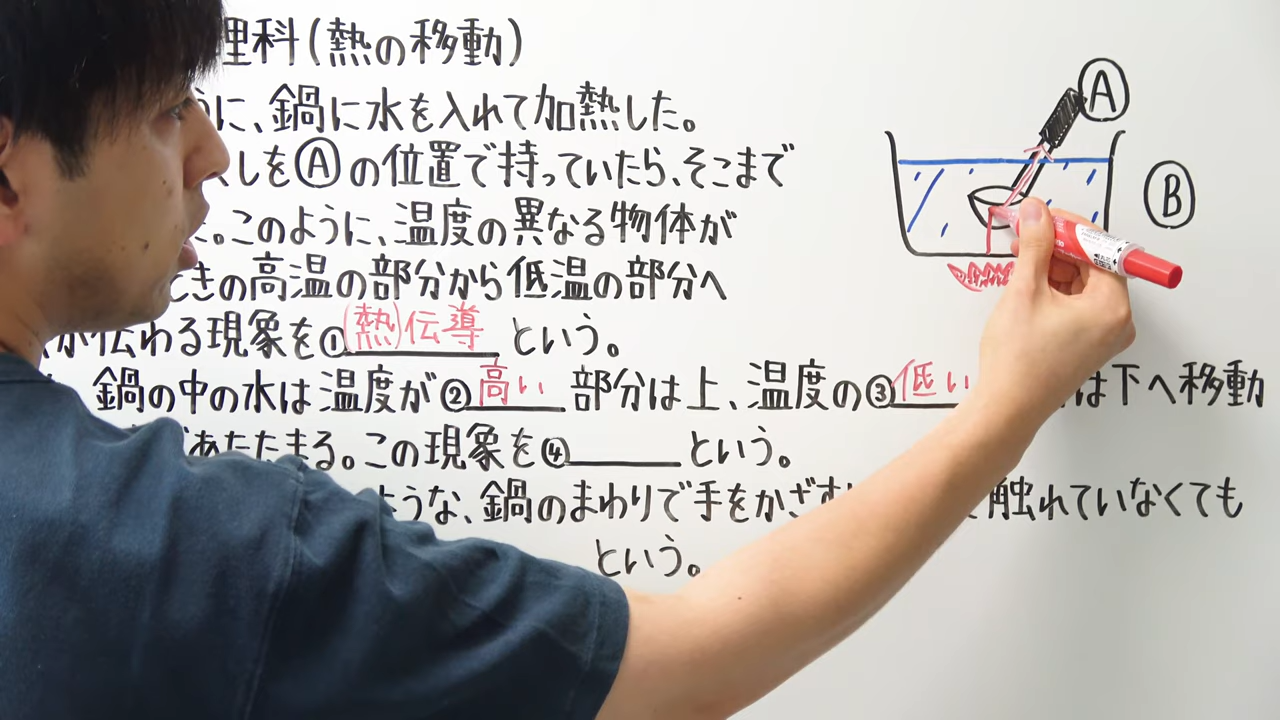 理科(熱の移動)
うに、鍋に水を入れて加熱した。
しをⒶの位置で持っていたら、そこまで
。このように、温度の異なる物体が
ときの高温の部分から低温の部分へ
が伝わる現象を①(熱)伝導 という。
鍋の中の水は温度が②高い 部分は上、温度の③低い は下へ移動
があたたまる。この現象を④ という。
ような、鍋のまわりで手をかざす 触れていなくても
という。
Ⓐ
Ⓑ